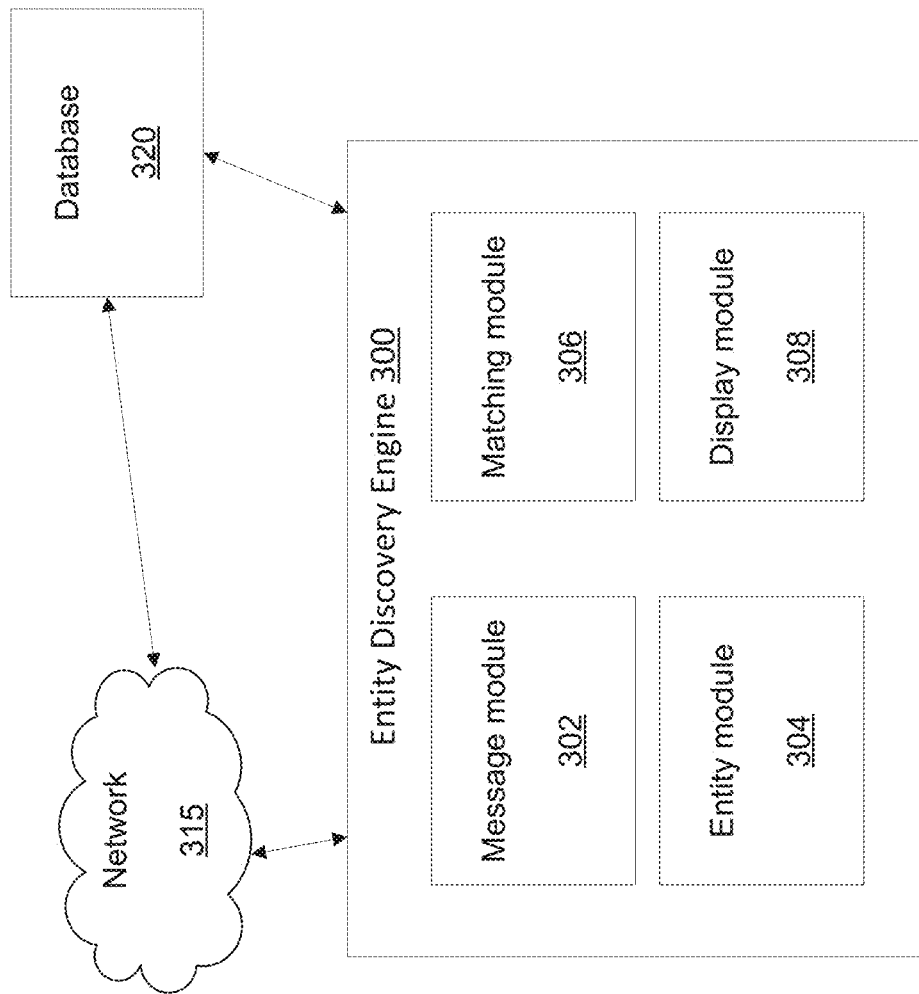 Network
315
Database
320
Entity Discovery Engine 300
Message module
302
Matching module
306
Entity module
304
Display module
308